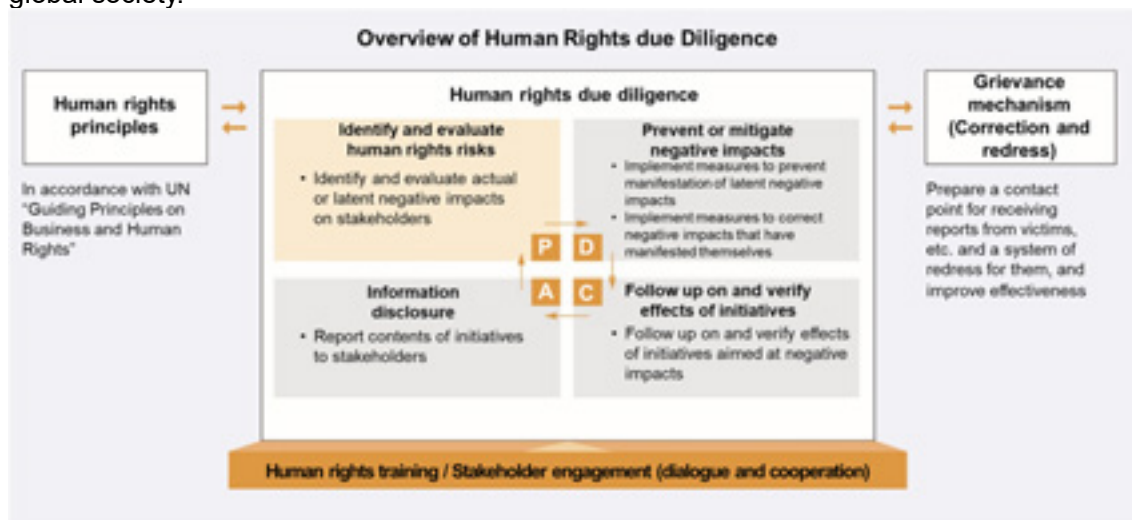 global society.
Overview of Human Rights due Diligence
Human rights
principles
In accordance with UN
"Guiding Principles on
Business and Human
Rights"
Human rights due diligence
Identify and evaluate
human rights risks
• Identify and evaluate actual
or latent negative impacts
on stakeholders
Prevent or mitigate
negative impacts
• Implement measures to prevent
manifestation of latent negative
impacts
• Implement measures to correct
negative impacts that have
manifested themselves
P D
A C
Information
disclosure
• Report contents of initiatives
to stakeholders
Follow up on and verify
effects of initiatives
• Follow up on and verify effects
of initiatives aimed at negative
impacts
Grievance
mechanism
(Correction and
redress)
Prepare a contact
point for receiving
reports from victims,
etc. and a system of
redress for them, and
improve effectiveness
Human rights training / Stakeholder engagement (dialogue and cooperation)